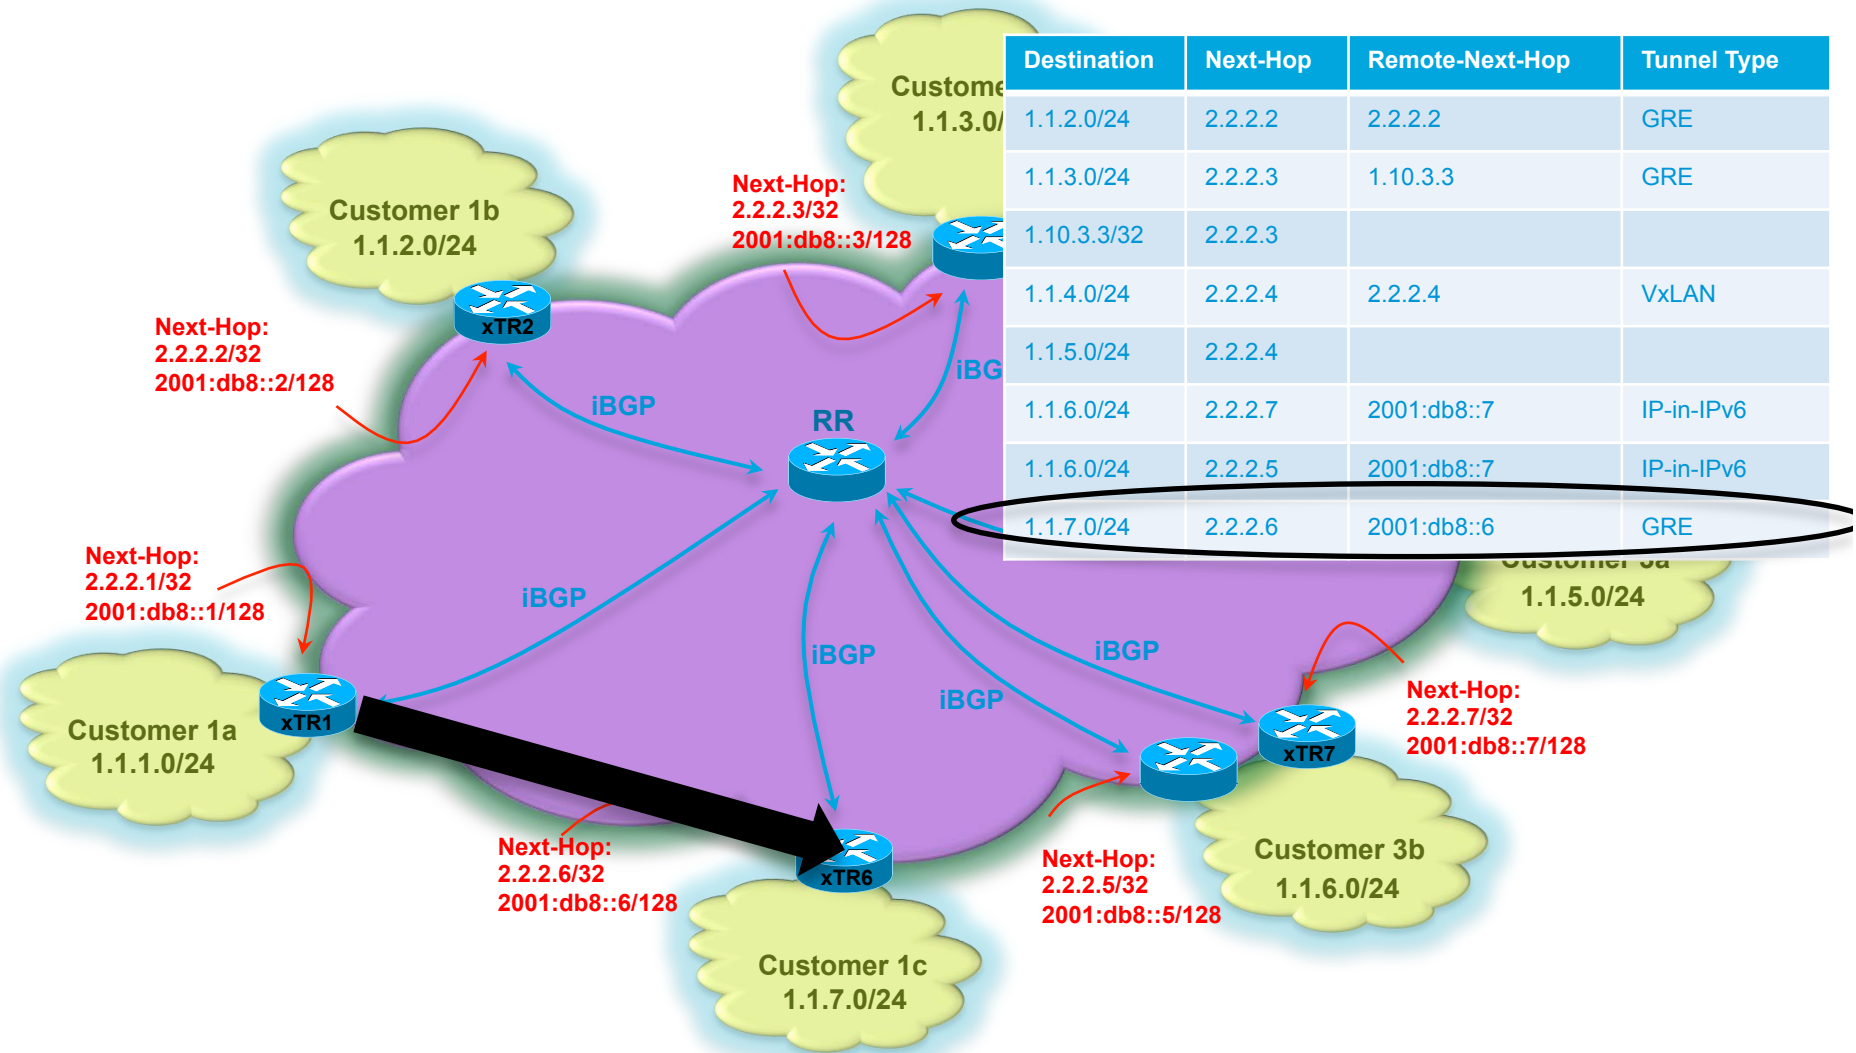 Custome
1.1.3.0/
Destination Next-Hop Remote-Next-Hop Tunnel Type
1.1.2.0/24 2.2.2.2 2.2.2.2 GRE
1.1.3.0/24 2.2.2.3 1.10.3.3 GRE
1.10.3.3/32 2.2.2.3
1.1.4.0/24 2.2.2.4 2.2.2.4 VxLAN
1.1.5.0/24 2.2.2.4
1.1.6.0/24 2.2.2.7 2001:db8::7 IP-in-IPv6
1.1.6.0/24 2.2.2.5 2001:db8::7 IP-in-IPv6
1.1.7.0/24 2.2.2.6 2001:db8::6 GRE
Customer 1b
1.1.2.0/24
Next-Hop:
2.2.2.3/32
2001:db8::3/128
xTR2
Next-Hop:
2.2.2.2/32
2001:db8::2/128
iBGP
iBG
RR
Next-Hop:
2.2.2.1/32
2001:db8::1/128
iBGP
iBGP
iBGP
iBGP
Customer 3a
1.1.5.0/24
Customer 1a
1.1.1.0/24
xTR1
Next-Hop:
2.2.2.7/32
2001:db8::7/128
xTR7
Next-Hop:
2.2.2.6/32
2001:db8::6/128
xTR6
Next-Hop:
2.2.2.5/32
2001:db8::5/128
Customer 3b
1.1.6.0/24
Customer 1c
1.1.7.0/24